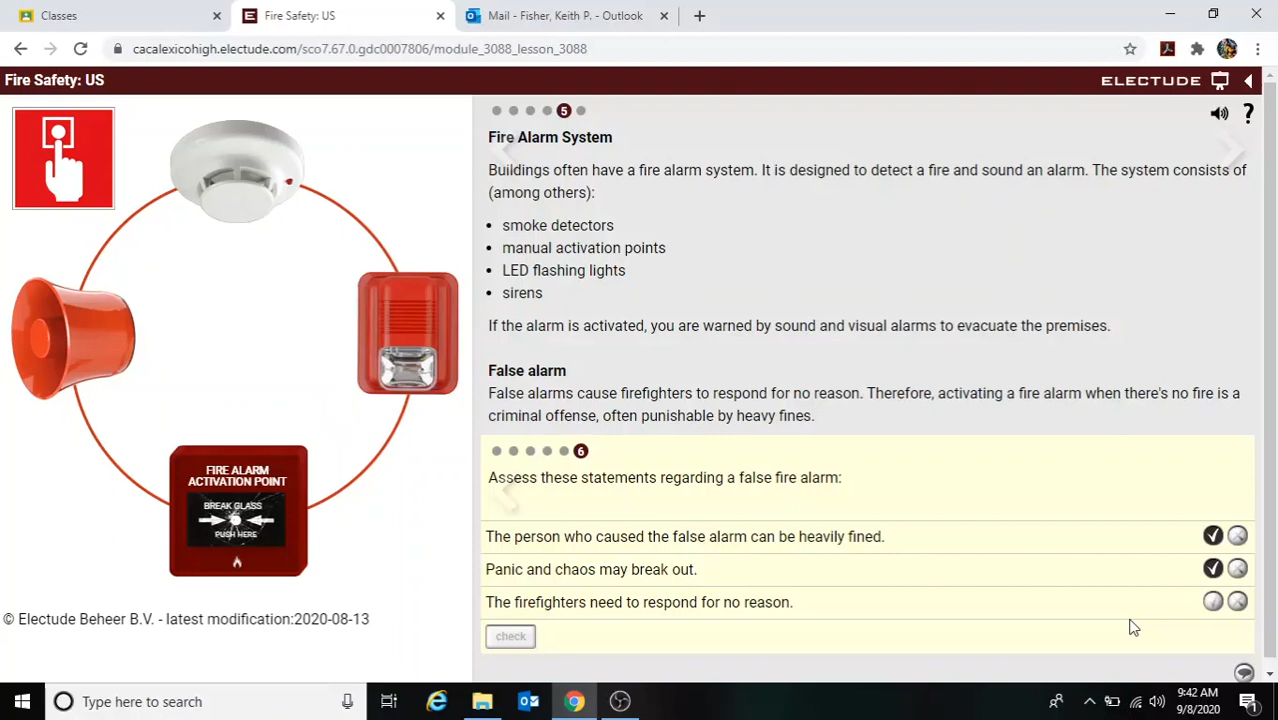 Classes
Fire Safety: US
Mail - Fisher, Keith P. - Outlook
cacalexicohigh.electude.com/sco7.67.0.gdc0007806/module_3088_lesson_3088
Fire Safety: US
ELECTUDE
5
Fire Alarm System
Buildings often have a fire alarm system. It is designed to detect a fire and sound an alarm. The system consists of
(among others):
• smoke detectors
• manual activation points
• LED flashing lights
• sirens
If the alarm is activated, you are warned by sound and visual alarms to evacuate the premises.
False alarm
False alarms cause firefighters to respond for no reason. Therefore, activating a fire alarm when there's no fire is a
criminal offense, often punishable by heavy fines.
6
Assess these statements regarding a false fire alarm:
The person who caused the false alarm can be heavily fined.
Panic and chaos may break out.
The firefighters need to respond for no reason.
check
FIRE ALARM
ACTIVATION POINT
BREAK GLASS
PUSH HERE
© Electude Beheer B.V. - latest modification:2020-08-13
Type here to search
9:42 AM
9/8/2020
1